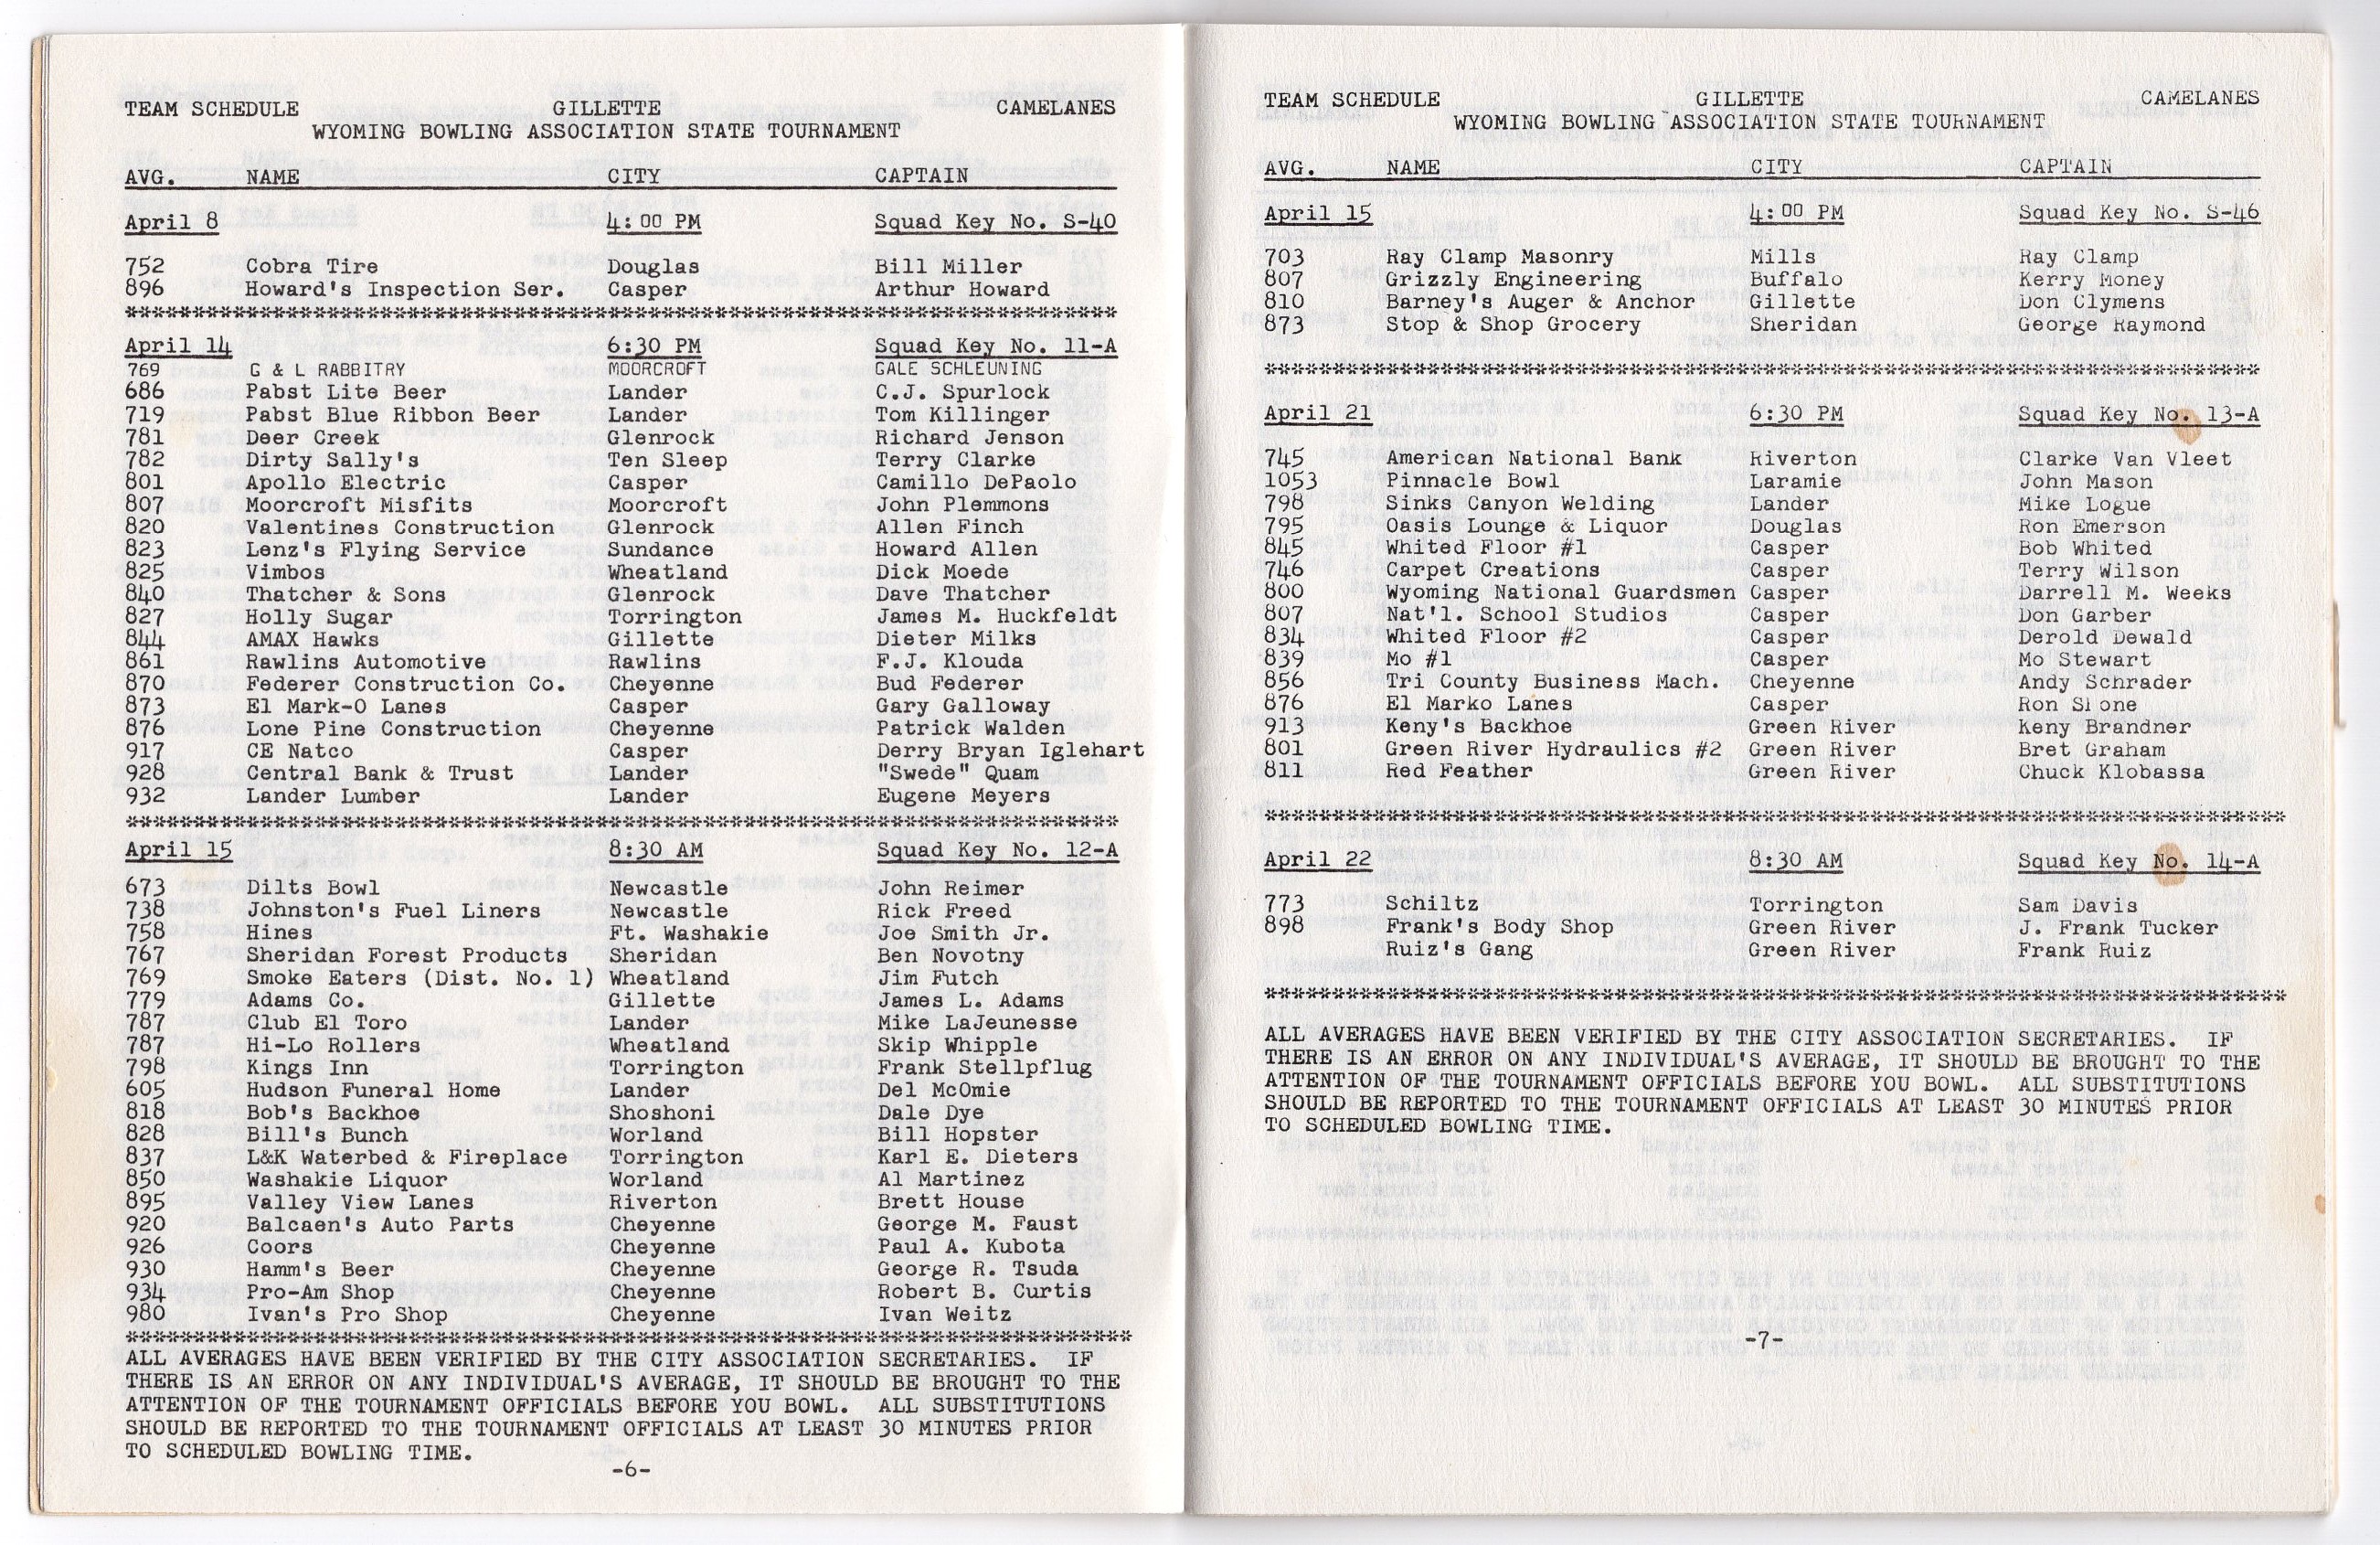 TEAM SCHEDULE GILLETTE CAMELANES
WYOMING BOWLING ASSOCIATION STATE TOURNAMENT
AVG. NAME CITY CAPTAIN
April 8 4:00 PM Squad Key No. S-40
752 Cobra Tire Douglas Bill Miller
896 Howard's Inspection Ser. Casper Arthur Howard
**************************************************************************
April 14 6:30 PM Squad Key No. 11-A
769 G & L RABBITRY MOORCROFT GALE SCHLEUNING
686 Pabst Lite Beer Lander C.J. Spurlock
719 Pabst Blue Ribbon Beer Lander Tom Killinger
781 Deer Creek Glenrock Richard Jenson
782 Dirty Sally's Ten Sleep Terry Clarke
801 Apollo Electric Casper Camillo DePaolo
807 Moorcroft Misfits Moorcroft John Plemmons
820 Valentines Construction Glenrock Allen Finch
823 Lenz's Flying Service Sundance Howard Allen
825 Vimbos Wheatland Dick Moede
840 Thatcher & Sons Glenrock Dave Thatcher
827 Holly Sugar Torrington James M. Huckfeldt
844 AMAX Hawks Gillette Dieter Milks
861 Rawlins Automotive Rawlins F.J. Klouda
870 Federer Construction Co. Cheyenne Bud Federer
873 El Mark-O Lanes Casper Gary Galloway
876 Lone Pine Construction Cheyenne Patrick Walden
917 CE Natco Casper Derry Bryan Iglehart
928 Central Bank & Trust Lander "Swede" Quam
932 Lander Lumber Lander Eugene Meyers
**************************************************************************
April 15 8:30 AM Squad Key No. 12-A
673 Dilts Bowl Newcastle John Reimer
738 Johnston's Fuel Liners Newcastle Rick Freed
758 Hines Ft. Washakie Joe Smith Jr.
767 Sheridan Forest Products Sheridan Ben Novotny
769 Smoke Eaters (Dist. No. 1) Wheatland Jim Futch
779 Adams Co. Gillette James L. Adams
787 Club El Toro Lander Mike LaJeunesse
787 Hi-Lo Rollers Wheatland Skip Whipple
798 Kings Inn Torrington Frank Stellpflug
605 Hudson Funeral Home Lander Del McOmie
818 Bob's Backhoe Shoshoni Dale Dye
828 Bill's Bunch Worland Bill Hopster
837 L&K Waterbed & Fireplace Torrington Karl E. Dieters
850 Washakie Liquor Worland Al Martinez
895 Valley View Lanes Riverton Brett House
920 Balcaen's Auto Parts Cheyenne George M. Faust
926 Coors Cheyenne Paul A. Kubota
930 Hamm's Beer Cheyenne George R. Tsuda
934 Pro-Am Shop Cheyenne Robert B. Curtis
980 Ivan's Pro Shop Cheyenne Ivan Weitz
***************************************************************************
ALL AVERAGES HAVE BEEN VERIFIED BY THE CITY ASSOCIATION SECRETARIES. IF
THERE IS AN ERROR ON ANY INDIVIDUAL'S AVERAGE, IT SHOULD BE BROUGHT TO THE
ATTENTION OF THE TOURNAMENT OFFICIALS BEFORE YOU BOWL. ALL SUBSTITUTIONS
SHOULD BE REPORTED TO THE TOURNAMENT OFFICIALS AT LEAST 30 MINUTES PRIOR
TO SCHEDULED BOWLING TIME.
-6-
TEAM SCHEDULE GILLETTE CAMELANES
WYOMING BOWLING ASSOCIATION STATE TOURNAMENT
AVG. NAME CITY CAPTAIN
April 15 4:00 PM Squad Key No. S-46
703 Ray Clamp Masonry Mills Ray Clamp
807 Grizzly Engineering Buffalo Kerry Money
810 Barney's Auger & Anchor Gillette Don Clymens
873 Stop & Shop Grocery Sheridan George Raymond
**************************************************************************
April 21 6:30 PM Squad Key No. 13-A
745 American National Bank Riverton Clarke Van Vleet
1053 Pinnacle Bowl Laramie John Mason
798 Sinks Canyon Welding Lander Mike Logue
795 Oasis Lounge & Liquor Douglas Ron Emerson
845 Whited Floor #1 Casper Bob Whited
746 Carpet Creations Casper Terry Wilson
800 Wyoming National Guardsmen Casper Darrell M. Weeks
807 Nat'l. School Studios Casper Don Garber
834 Whited Floor #2 Casper Derold Dewald
839 Mo #1 Casper Mo Stewart
856 Tri County Business Mach. Cheyenne Andy Schrader
876 El Marko Lanes Casper Ron
913 Keny's Backhoe Green River Keny Brandner
801 Green River Hydraulics #2 Green River Bret Graham
811 Red Feather Green River Chuck Klobassa
****************************************************************************
April 22 8:30 AM Squad Key No. 14-A
773 Schiltz Torrington Sam Davis
898 Frank's Body Shop Green River J. Frank Tucker
Ruiz's Gang Green River Frank Ruiz
****************************************************************************
ALL AVERAGES HAVE BEEN VERIFIED BY THE CITY ASSOCIATION SECRETARIES. IF
THERE IS AN ERROR ON ANY INDIVIDUAL'S AVERAGE, IT SHOULD BE BROUGHT TO THE
ATTENTION OF THE TOURNAMENT OFFICIALS BEFORE YOU BOWL. ALL SUBSTITUTIONS
SHOULD BE REPORTED TO THE TOURNAMENT OFFICIALS AT LEAST 30 MINUTES PRIOR
TO SCHEDULED BOWLING TIME.
-7-